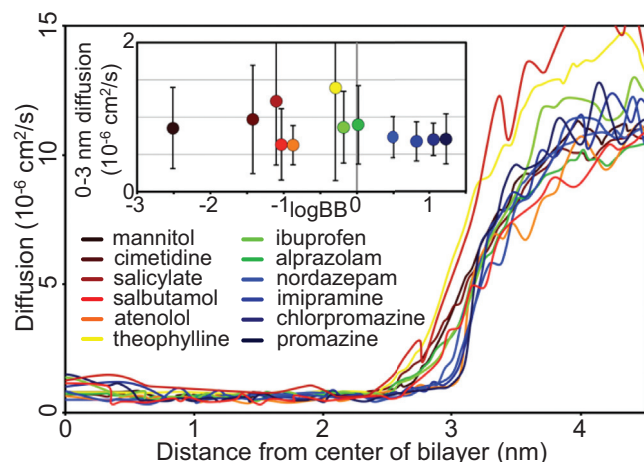 15
10
5
0
Diffusion (10-6 cm2/s)
2
0
0-3 nm diffusion
(10-6 cm2/s)
-3 -2 -1 0 1
logBB
mannitol ibuprofen
cimetidine alprazolam
salicylate nordazepam
salbutamol imipramine
atenolol chlorpromazine
theophylline promazine
0 1 2 3 4
Distance from center of bilayer (nm)